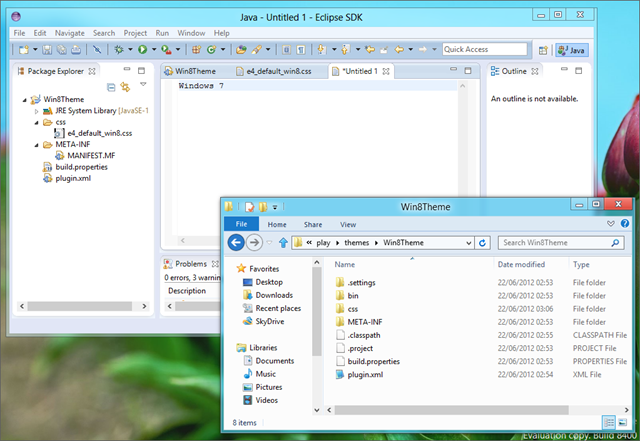 Java - Untitled 1 - Eclipse SDK
File Edit Navigate Search Project Run Window Help
Quick Access
Java
Package Explorer
Win8Theme
JRE System Library [JavaSE-1
css
e4_default_win8.css
META-INF
MANIFEST.MF
build.properties
plugin.xml
Win8Theme
e4_default_win8.css
*Untitled 1
Windows 7
Outline
An outline is not available.
Problems
0 errors, 3 warnin
Description
Win8Theme
File Home Share View
« play themes Win8Theme
Search Win8Theme
Favorites
Desktop
Downloads
Recent places
SkyDrive
Libraries
Documents
Music
Pictures
Videos
Name Date modified Type
.settings 22/06/2012 02:53 File folder
bin 22/06/2012 02:53 File folder
css 22/06/2012 03:06 File folder
META-INF 22/06/2012 02:53 File folder
.classpath 22/06/2012 02:55 CLASSPATH File
.project 22/06/2012 02:53 PROJECT File
build.properties 22/06/2012 02:53 PROPERTIES File
plugin.xml 22/06/2012 02:54 XML File
8 items
Evaluation copy. Build 8400